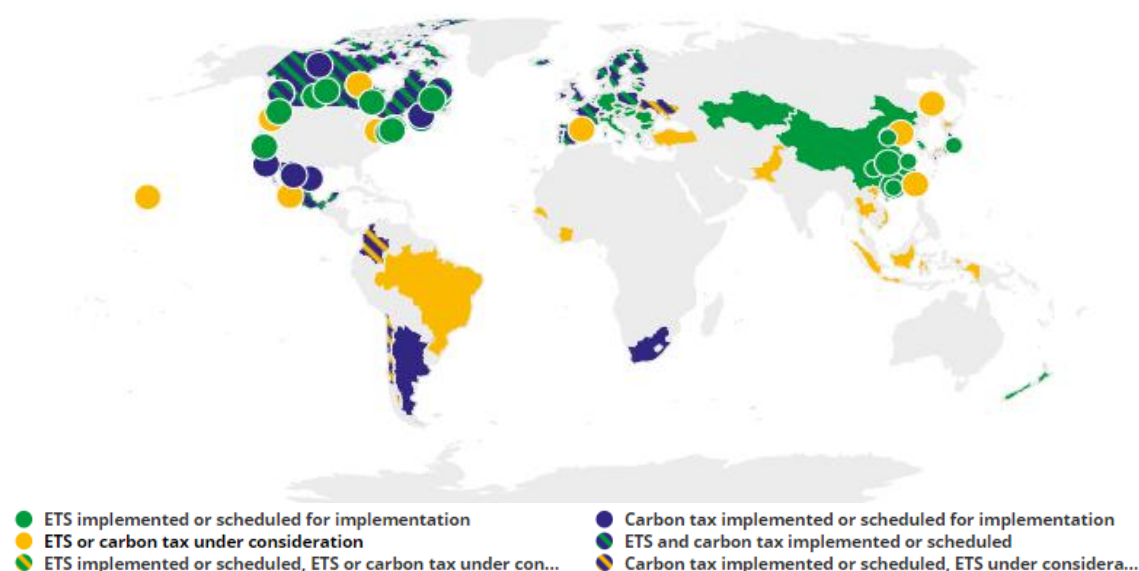 ETS implemented or scheduled for implementation
Carbon tax implemented or scheduled for implementation
ETS or carbon tax under consideration
ETS and carbon tax implemented or scheduled
ETS implemented or scheduled, ETS or carbon tax under con...
Carbon tax implemented or scheduled, ETS under considera...